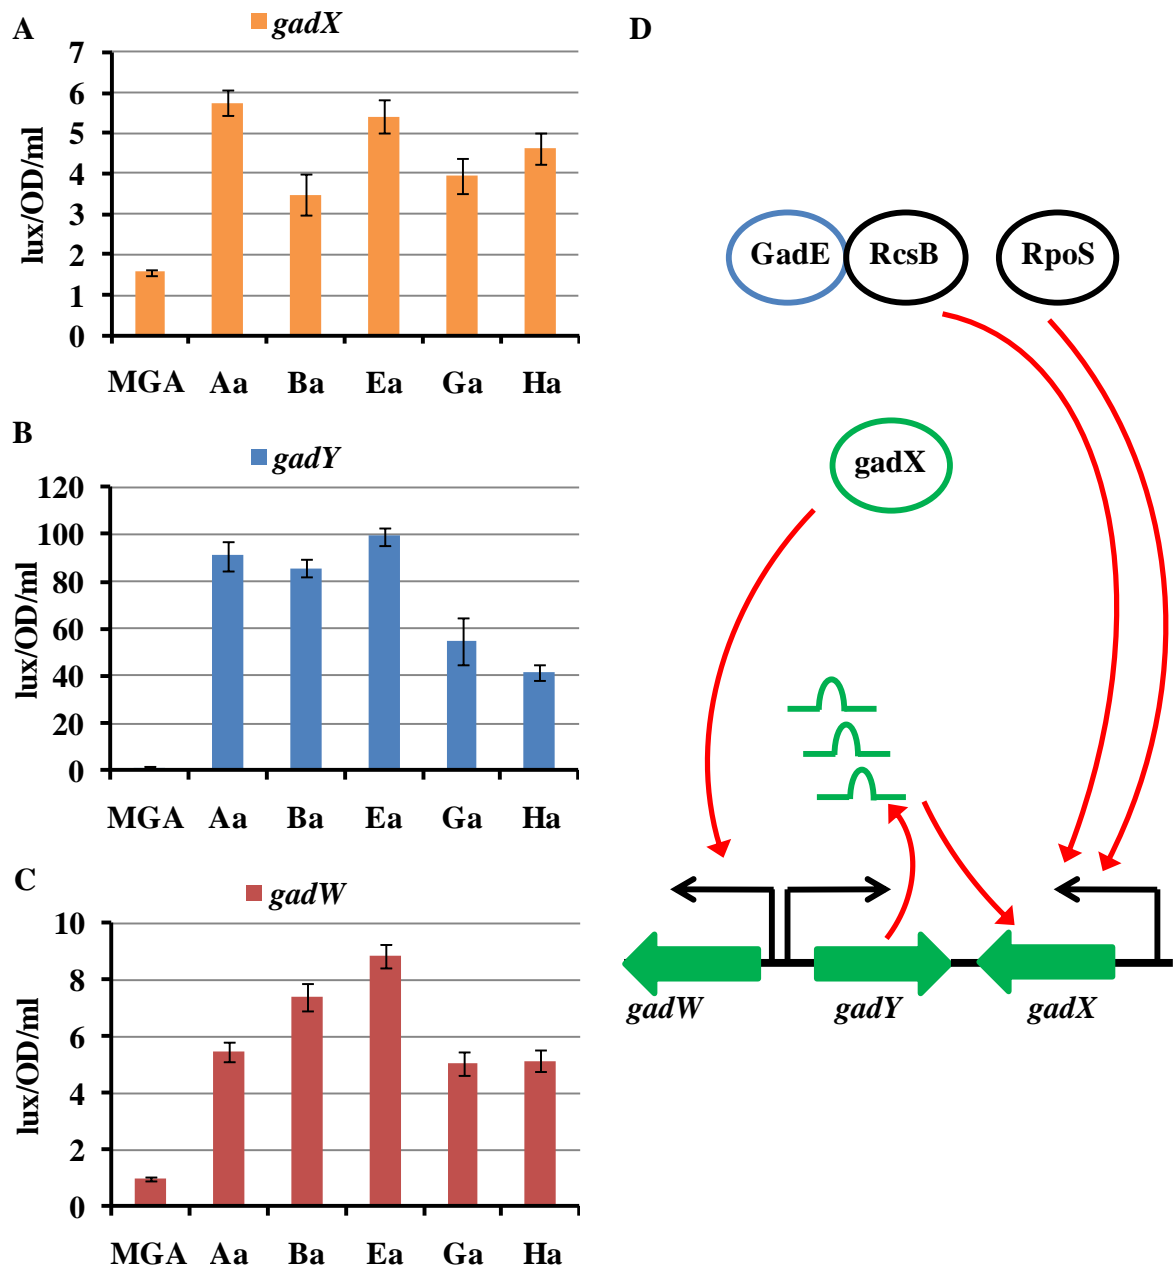 A
gadX
lux/OD/ml
7
6
5
4
3
2
1
0
MGA Aa Ba Ea Ga Ha
B
gadY
lux/OD/ml
120
100
80
60
40
20
0
MGA Aa Ba Ea Ga Ha
C
gadW
lux/OD/ml
10
8
6
4
2
0
MGA Aa Ba Ea Ga Ha
D
GadE RcsB RpoS
gadX
gadW gadY gadX